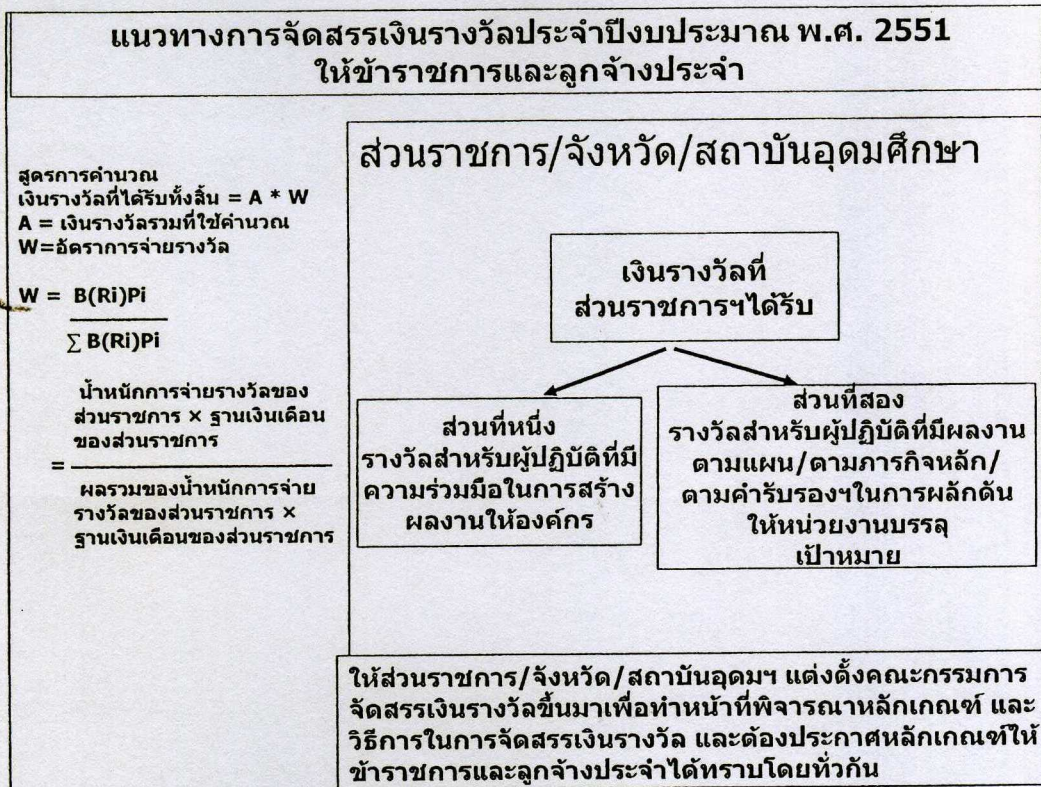 แนวทางการจัดสรรเงินรางวัลประจำปีงบประมาณ พ.ศ. 2551
ให้ข้าราชการและลูกจ้างประจำ
สูตรการคำนวณ
เงินรางวัลที่ได้รับทั้งสิ้น = A * W
A = เงินรางวัลรวมที่ใช้คำนวณ
W=อัตราการจ่ายรางวัล
W = B(Ri)Pi
∑ B(Ri)Pi
น้ำหนักการจ่ายรางวัลของ
ส่วนราชการ × ฐานเงินเดือน
ของส่วนราชการ
=
ผลรวมของน้ำหนักการจ่าย
รางวัลของส่วนราชการ ×
ฐานเงินเดือนของส่วนราชการ
ส่วนราชการ/จังหวัด/สถาบันอุดมศึกษา
เงินรางวัลที่
ส่วนราชการฯได้รับ
ส่วนที่หนึ่ง
รางวัลสำหรับผู้ปฏิบัติที่มี
ความร่วมมือในการสร้าง
ผลงานให้องค์กร
ส่วนที่สอง
รางวัลสำหรับผู้ปฏิบัติที่มีผลงาน
ตามแผน/ตามภารกิจหลัก/
ตามคำรับรองฯในการผลักดัน
ให้หน่วยงานบรรลุ
เป้าหมาย
ให้ส่วนราชการ/จังหวัด/สถาบันอุดมฯ แต่งตั้งคณะกรรมการ
จัดสรรเงินรางวัลขึ้นมาเพื่อทำหน้าที่พิจารณาหลักเกณฑ์ และ
วิธีการในการจัดสรรเงินรางวัล และต้องประกาศหลักเกณฑ์ให้
ข้าราชการและลูกจ้างประจำได้ทราบโดยทั่วกัน